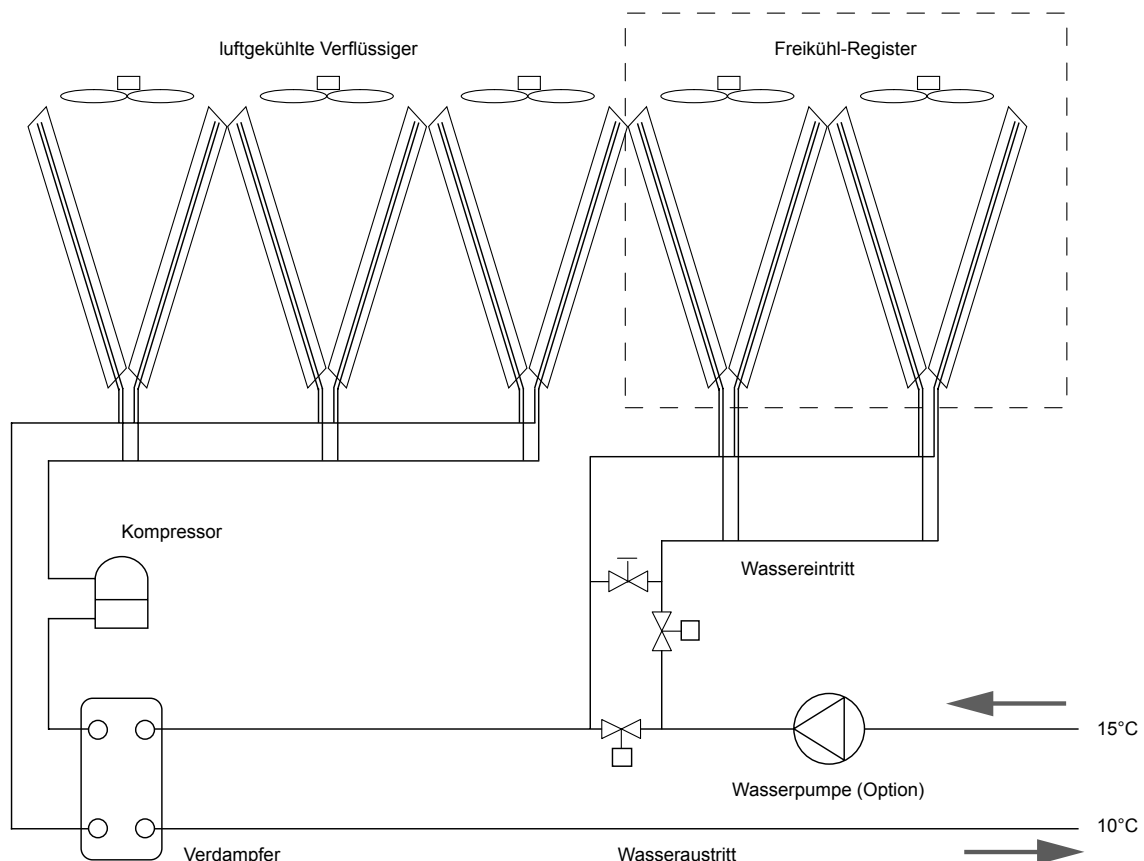 luftgekühlte Verflüssiger
Freikühl-Register
Kompressor
Wassereintritt
15°C
Wasserpumpe (Option)
10°C
Verdampfer
Wasseraustritt